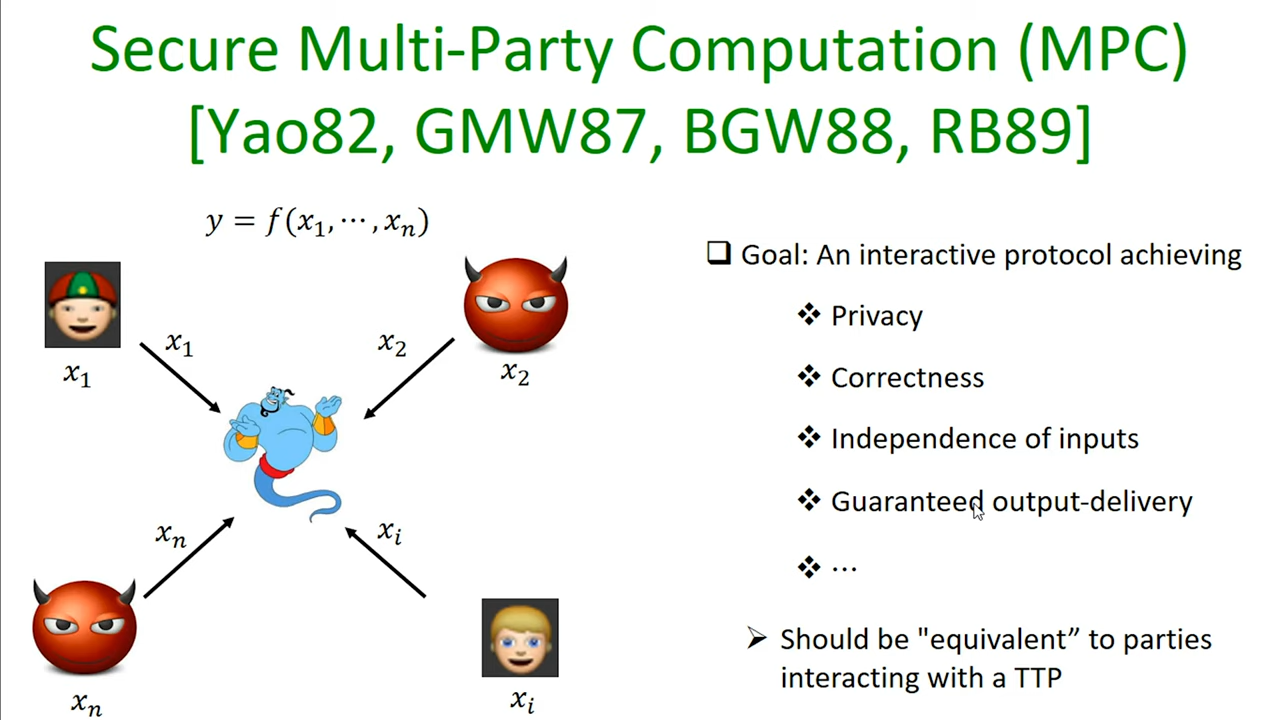 Secure Multi-Party Computation (MPC)
[Yao82, GMW87, BGW88, RB89]
y = f(x₁, ⋯ , xₙ)
x₁
x₁
x₂
x₂
xₙ
xₙ
xᵢ
xᵢ
❑ Goal: An interactive protocol achieving
❖ Privacy
❖ Correctness
❖ Independence of inputs
❖ Guaranteed output-delivery
❖ ⋯
➢ Should be "equivalent” to parties
interacting with a TTP